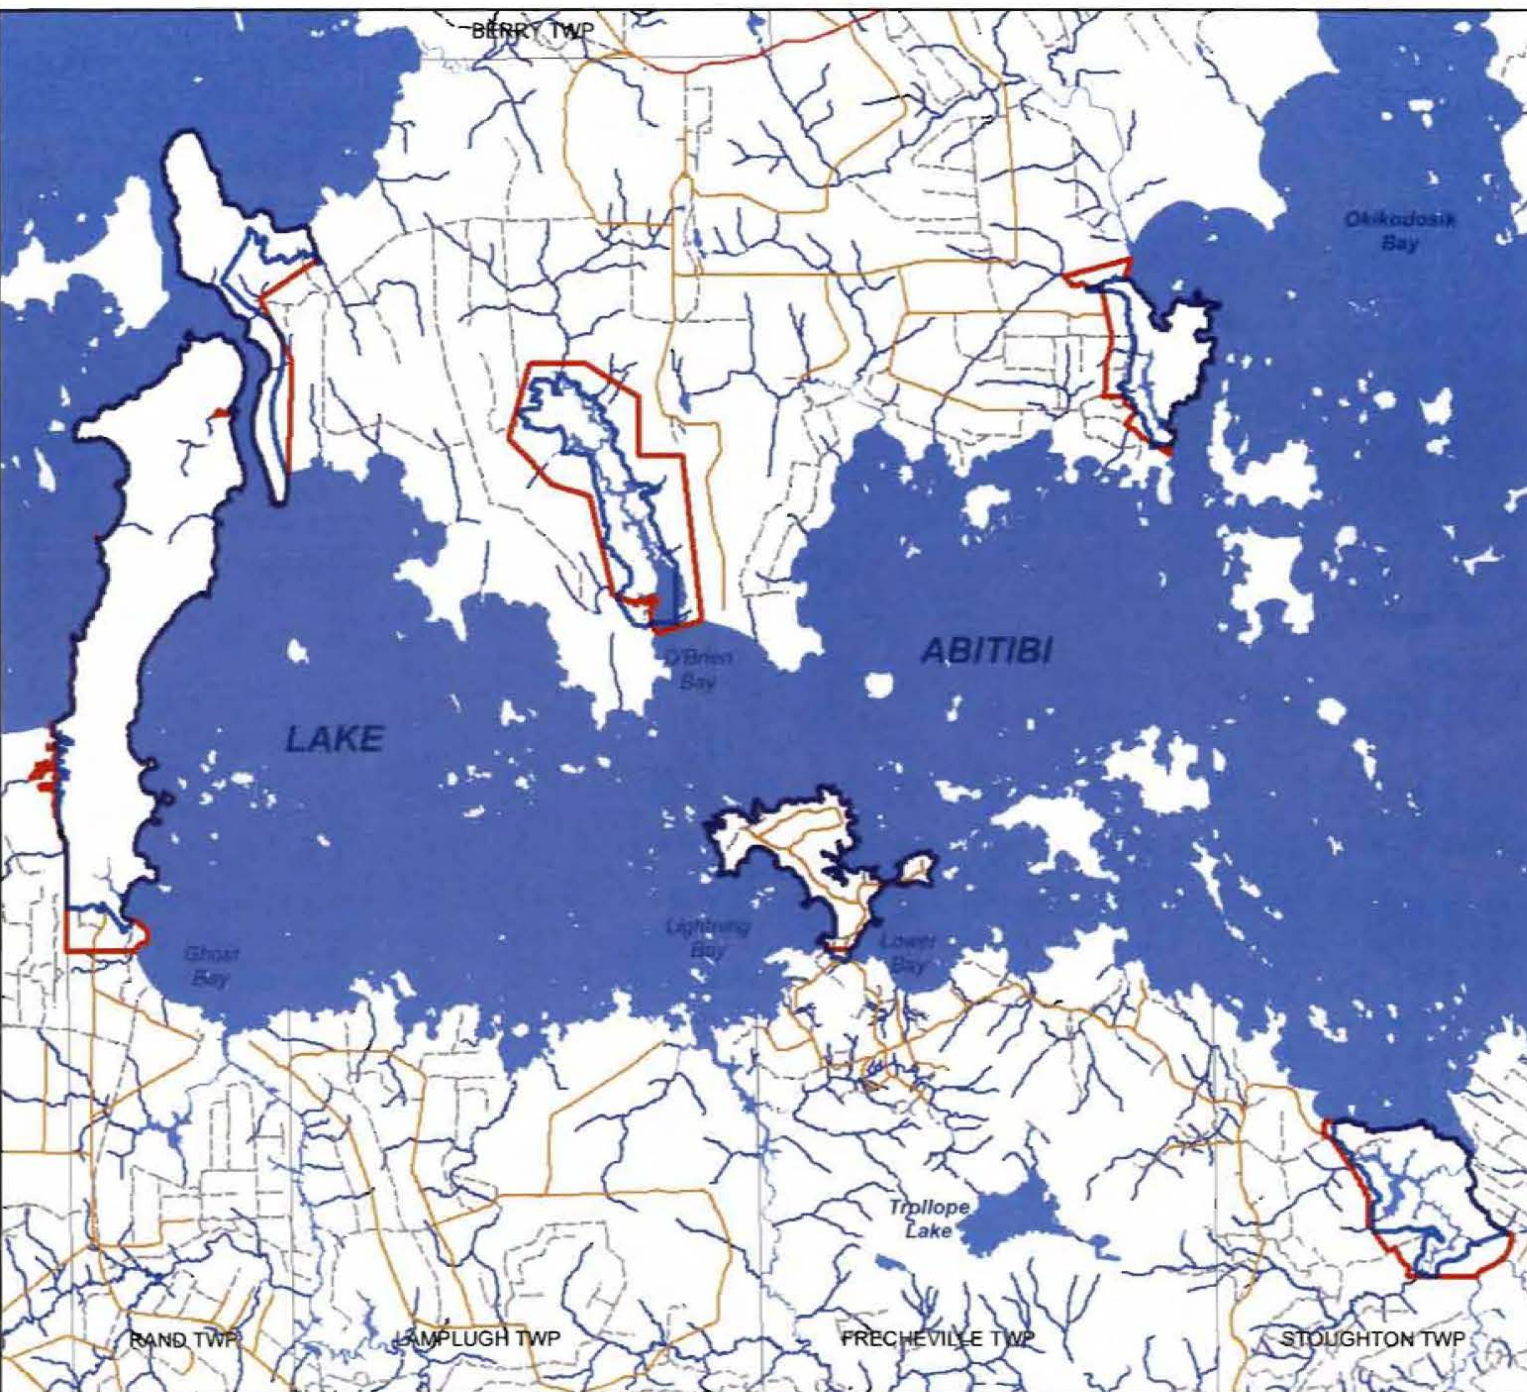 BERRY TWP
Okikodosik
Bay
ABITIBI
O'Brien
Bay
LAKE
Lightning
Bay
Lower
Bay
Ghost
Bay
Trollope
Lake
RAND TWP
LAMPLUGH TWP
FRECHEVILLE TWP
STOUGHTON TWP